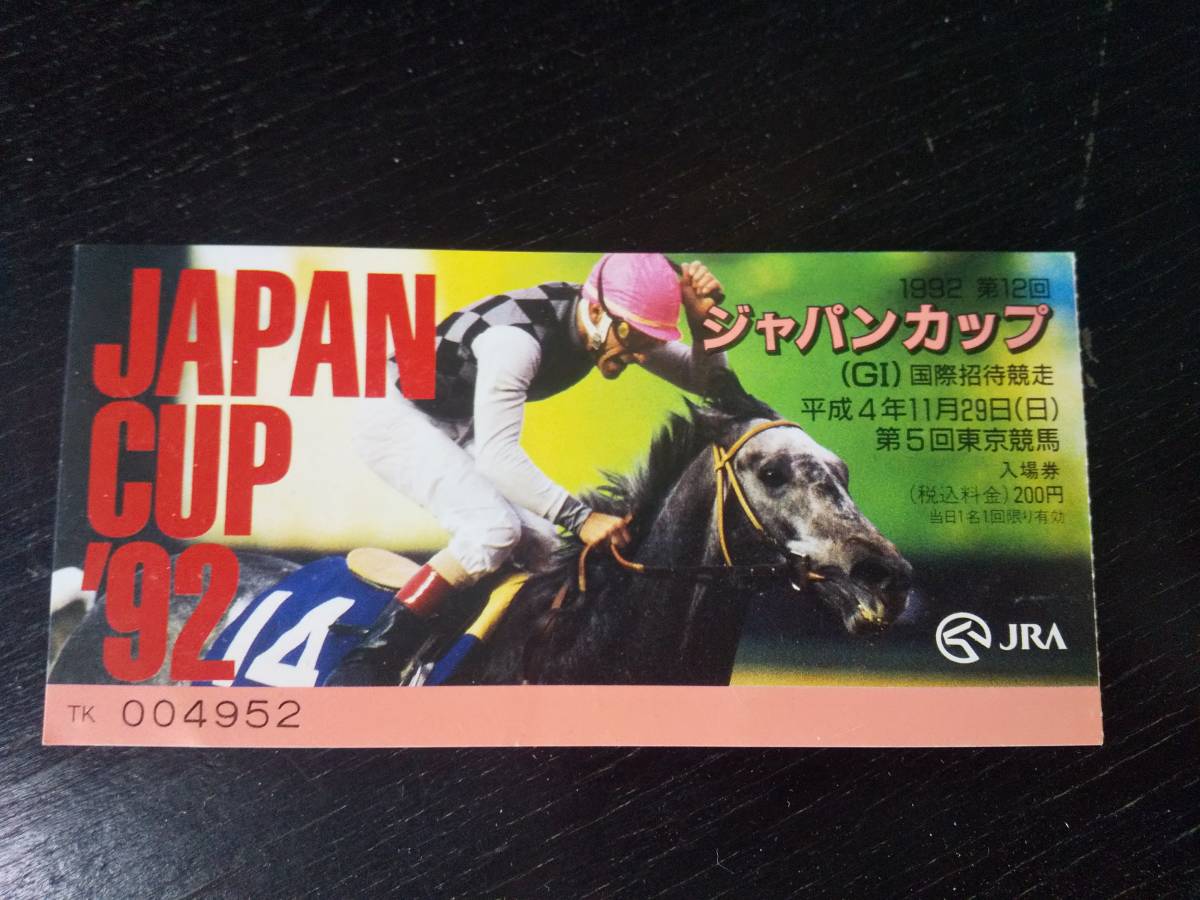 JAPAN
CUP
'92
14
1992 第12回
ジャパンカップ
(GI)国際招待競走
平成4年11月29日(日)
第5回東京競馬
入場券
(税込料金)200円
当日1名1回限り有効
JRA
TK 004952